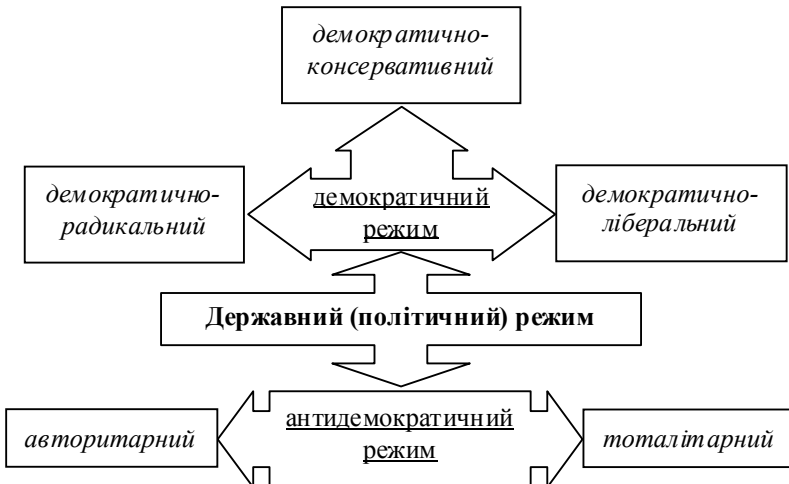 демократично-
консервативний
демократично-
радикальний
демократичний
режим
демократично-
ліберальний
Державний (політичний) режим
авторитарний
антидемократичний
режим
тоталітарний